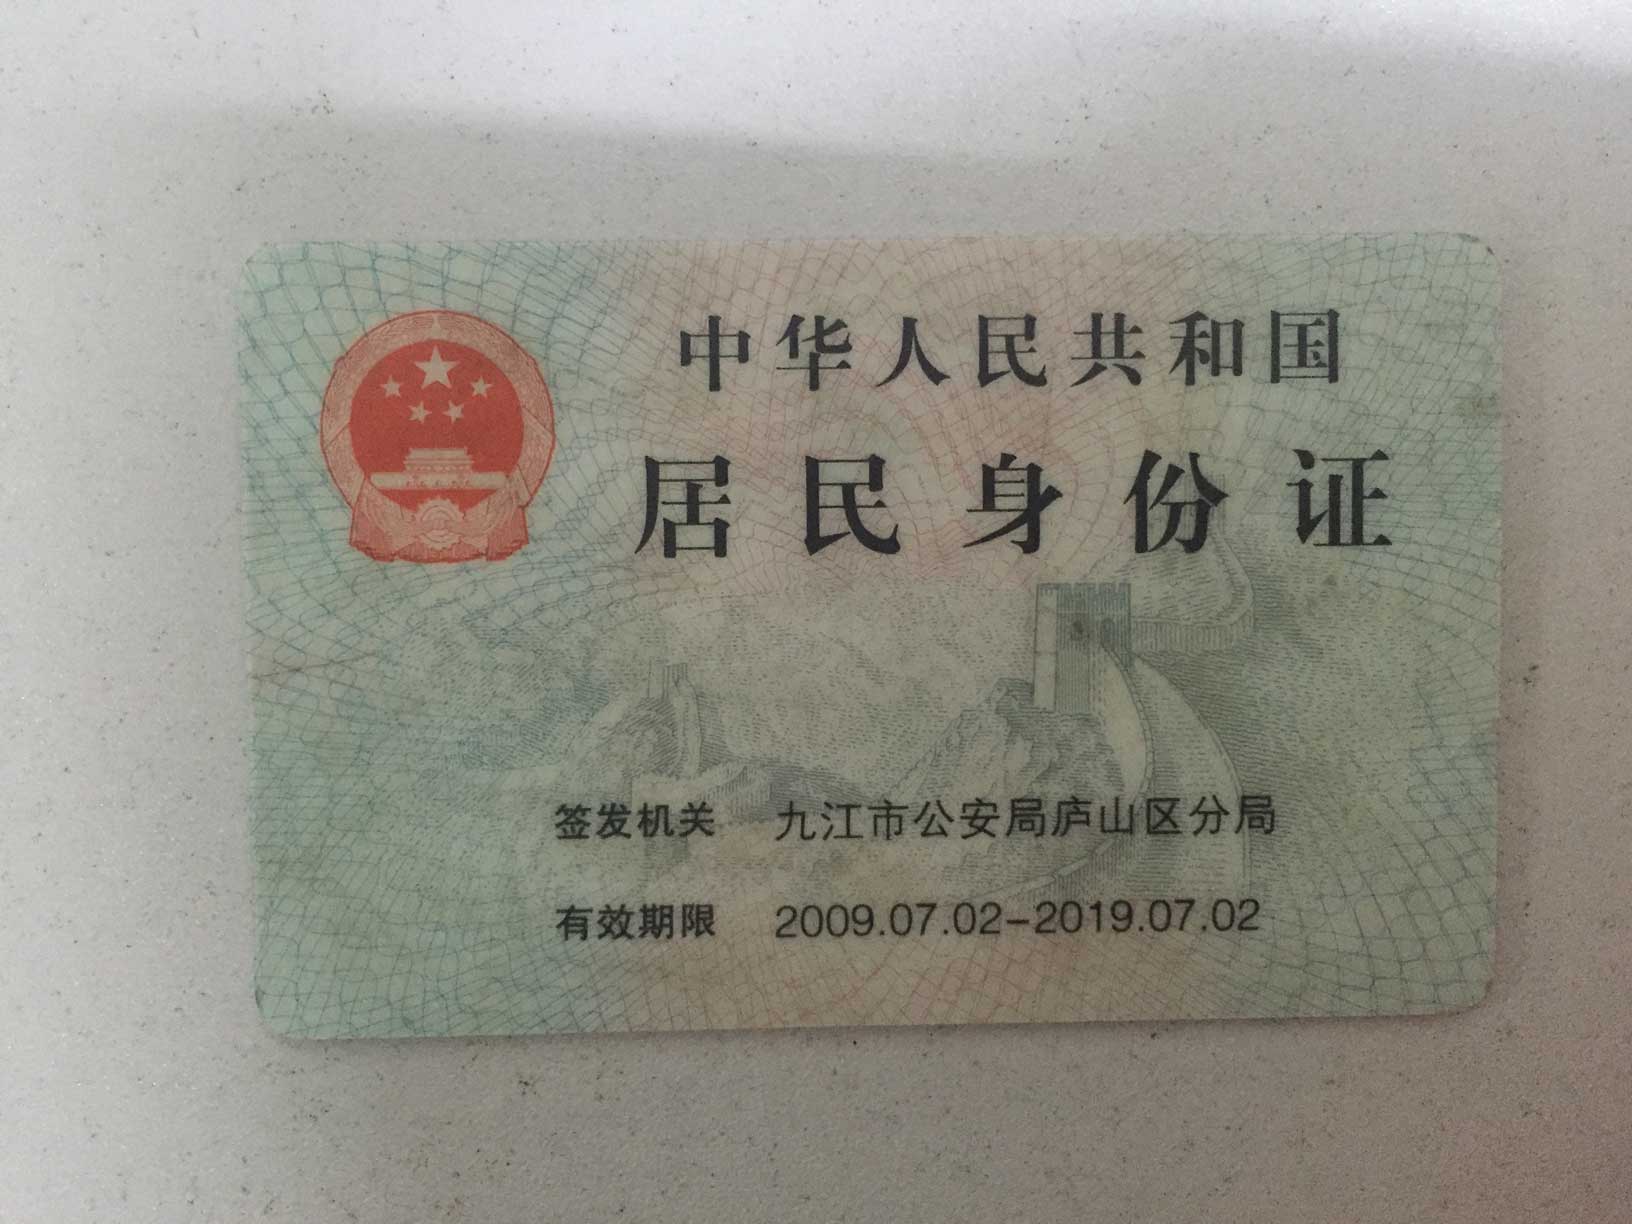 中华人民共和国
居民身份证
签发机关 九江市公安局庐山区分局
有效期限 2009.07.02-2019.07.02